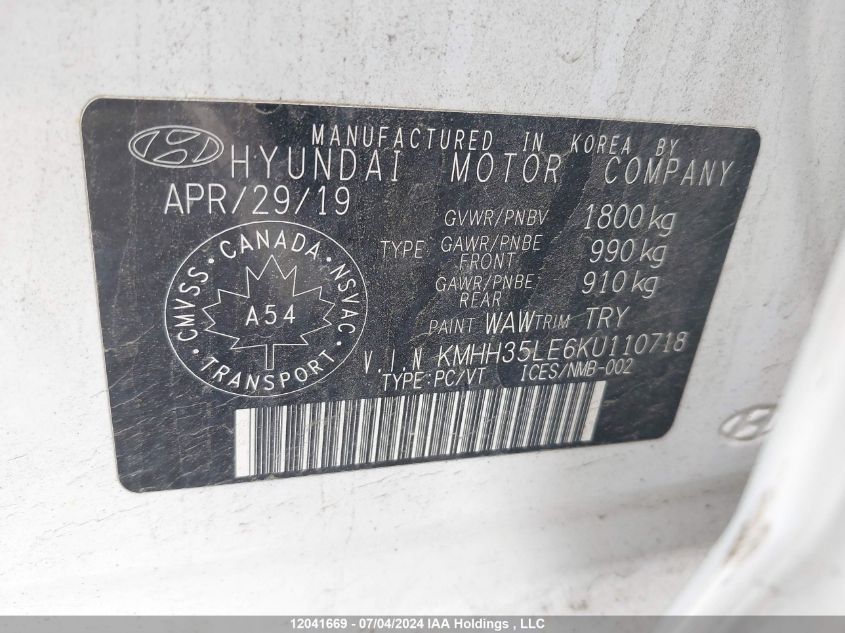 MANUFACTURED IN KOREA BY
HYUNDAI MOTOR COMPANY
APR/29/19
GVWR/PNBV 1800 kg
TYPE GAWR/PNBE FRONT 990 kg
GAWR/PNBE REAR 910 kg
PAINT WAW TRIM TRY
V.I.N KMHH35LE6KU110718
TYPE:PC/VT ICES/NMB-002
CMVSS · CANADA · NSVAC
A54
· TRANSPORT ·
12041669 - 07/04/2024 IAA Holdings , LLC